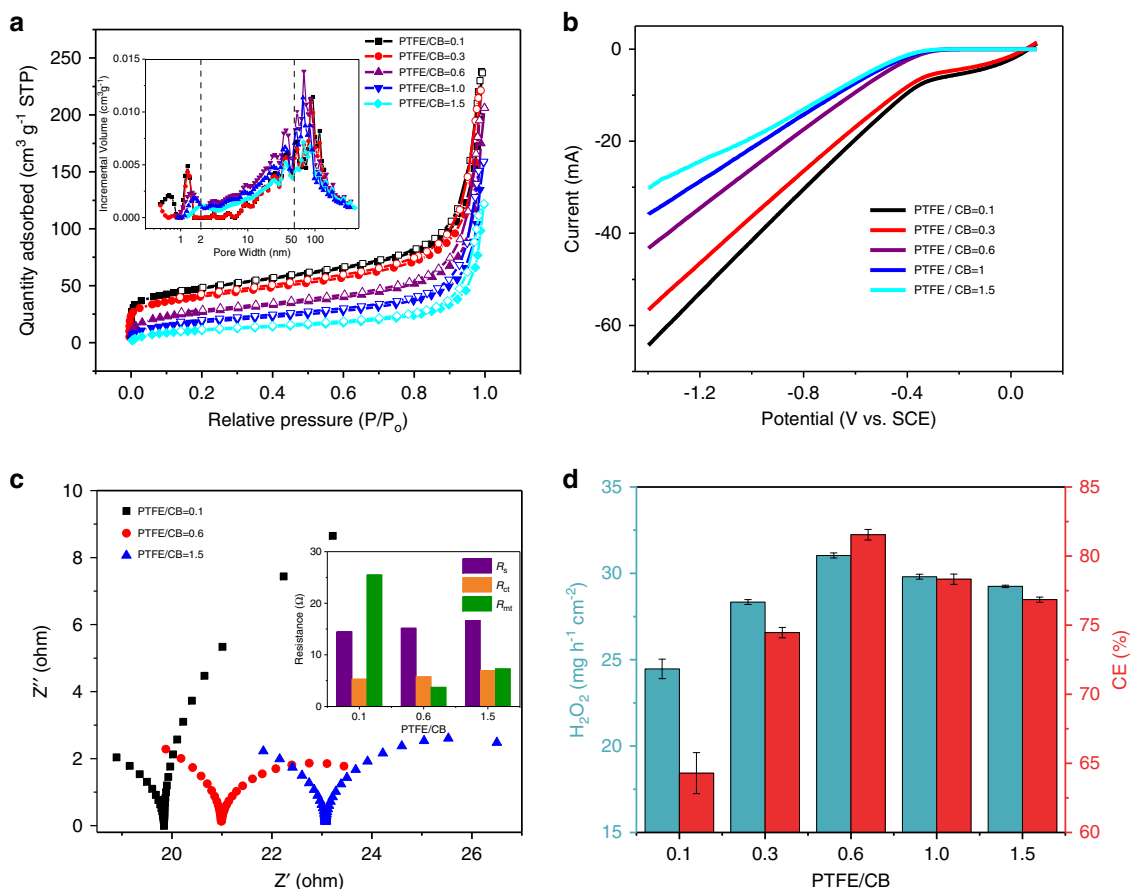 a
Quantity adsorbed (cm³ g⁻¹ STP)
250
200
150
100
50
0
0.0 0.2 0.4 0.6 0.8 1.0
Relative pressure (P/Pₒ)
PTFE/CB=0.1
PTFE/CB=0.3
PTFE/CB=0.6
PTFE/CB=1.0
PTFE/CB=1.5
Incremental Volume (cm³g⁻¹)
0.015
0.010
0.005
0.000
1 2 10 50 100
Pore Width (nm)
b
Current (mA)
0
-20
-40
-60
-1.2 -0.8 -0.4 0.0
Potential (V vs. SCE)
PTFE / CB=0.1
PTFE / CB=0.3
PTFE / CB=0.6
PTFE / CB=1
PTFE / CB=1.5
c
Z′′ (ohm)
10
8
6
4
2
0
20 22 24 26 28
Z′ (ohm)
PTFE/CB=0.1
PTFE/CB=0.6
PTFE/CB=1.5
Resistance (Ω)
30
20
10
0
0.1 0.6 1.5
PTFE/CB
Rs
Rct
Rmt
d
H₂O₂ (mg h⁻¹ cm⁻²)
35
30
25
20
15
0.1 0.3 0.6 1.0 1.5
PTFE/CB
85
80
75
70
65
60
CE (%)